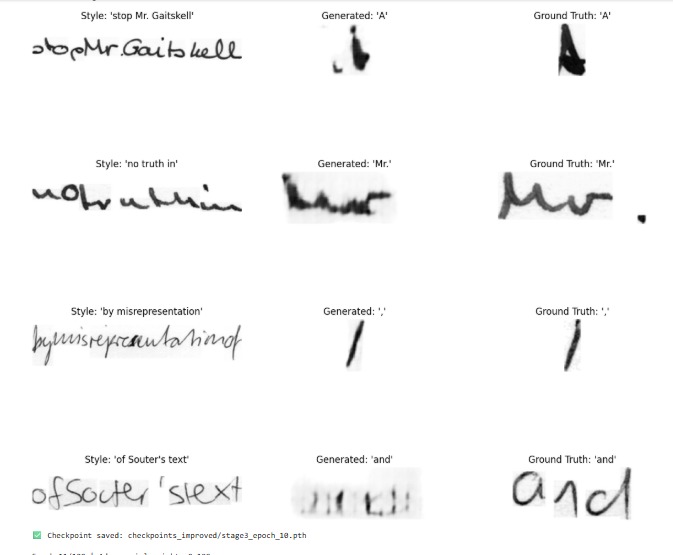 Style: 'stop Mr. Gaitskell' Generated: 'A' Ground Truth: 'A'
stopMr.Gaitskell A
Style: 'no truth in' Generated: 'Mr.' Ground Truth: 'Mr.'
notruthin Mr.
Style: 'by misrepresentation' Generated: ',' Ground Truth: ','
bymisrepresentationof , ,
Style: 'of Souter's text' Generated: 'and' Ground Truth: 'and'
ofSouter'stext and
✅ Checkpoint saved: checkpoints_improved/stage3_epoch_10.pth